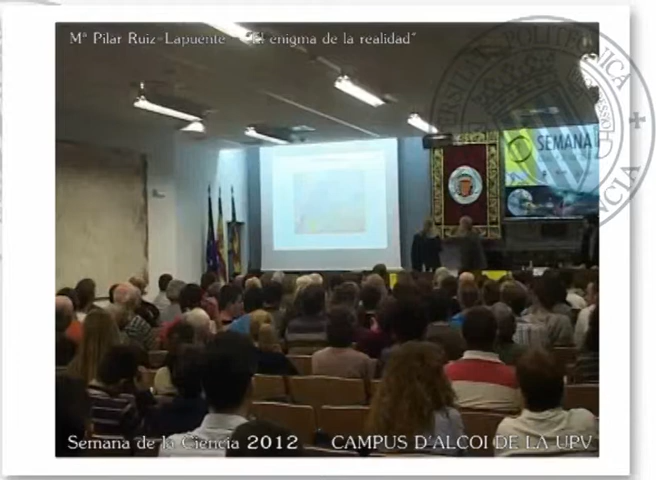 Mª Pilar Ruiz-Lapuente - "El enigma de la realidad"
SEMANA
Semana de la Ciencia 2012
CAMPUS D'ALCOI DE LA UPV